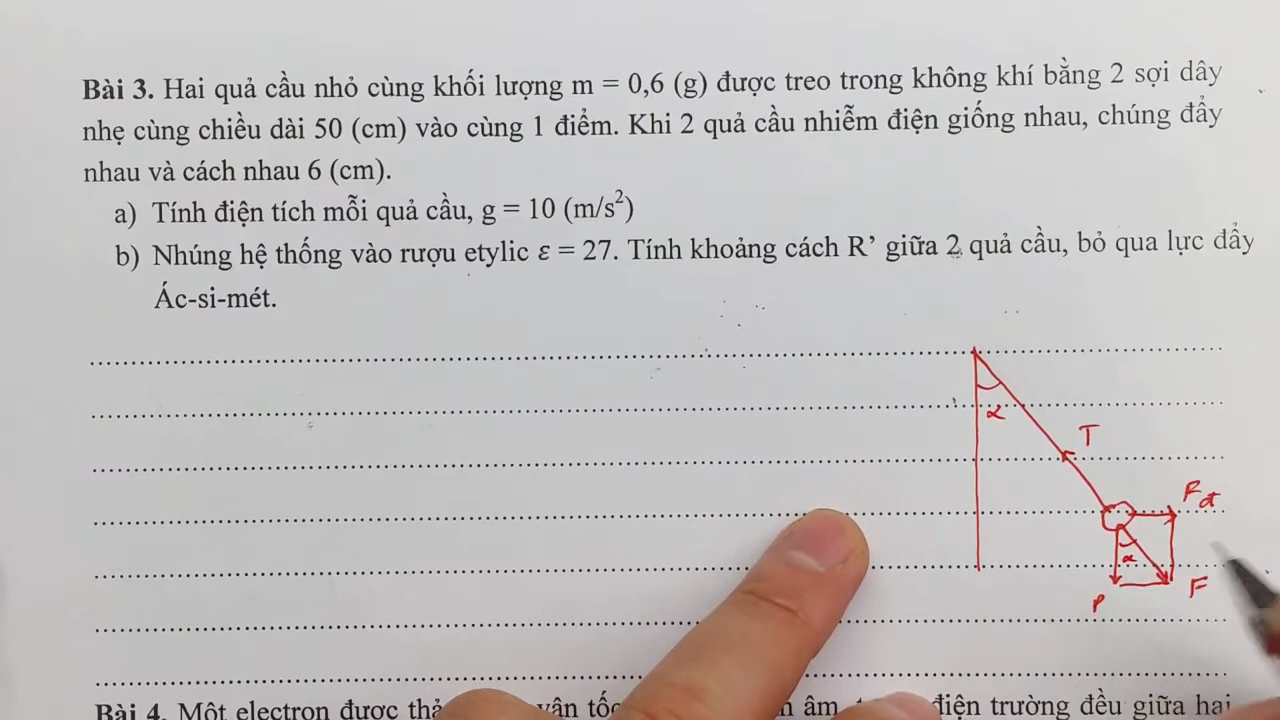 Bài 3. Hai quả cầu nhỏ cùng khối lượng m = 0,6 (g) được treo trong không khí bằng 2 sợi dây
nhẹ cùng chiều dài 50 (cm) vào cùng 1 điểm. Khi 2 quả cầu nhiễm điện giống nhau, chúng đẩy
nhau và cách nhau 6 (cm).
a) Tính điện tích mỗi quả cầu, g = 10 (m/s²)
b) Nhúng hệ thống vào rượu etylic ε = 27. Tính khoảng cách R’ giữa 2 quả cầu, bỏ qua lực đẩy
Ác-si-mét.
α
T
Fđ
α
P
F
Bài 4. Một electron được thả vận tốc âm điện trường đều giữa hai